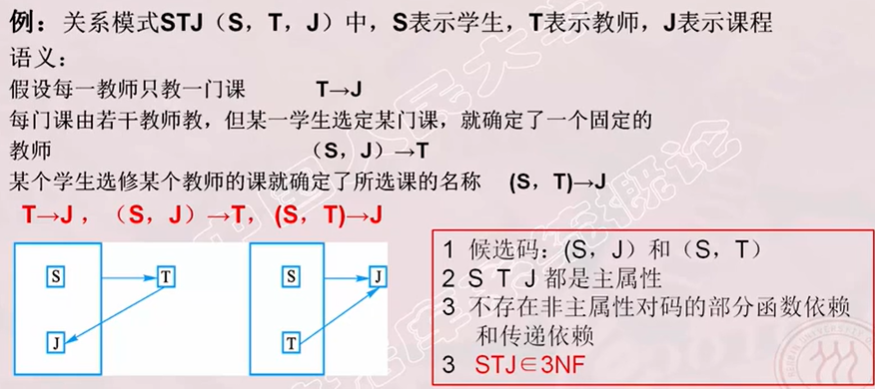 例：关系模式STJ（S，T，J）中，S表示学生，T表示教师，J表示课程
语义：
假设每一教师只教一门课 T→J
每门课由若干教师教，但某一学生选定某门课，就确定了一个固定的
教师 （S，J）→T
某个学生选修某个教师的课就确定了所选课的名称 (S，T)→J
T→J ，（S，J）→T， (S，T)→J
S T J
S J T
1 候选码：(S，J）和（S，T）
2 S T J 都是主属性
3 不存在非主属性对码的部分函数依赖
和传递依赖
3 STJ∈3NF